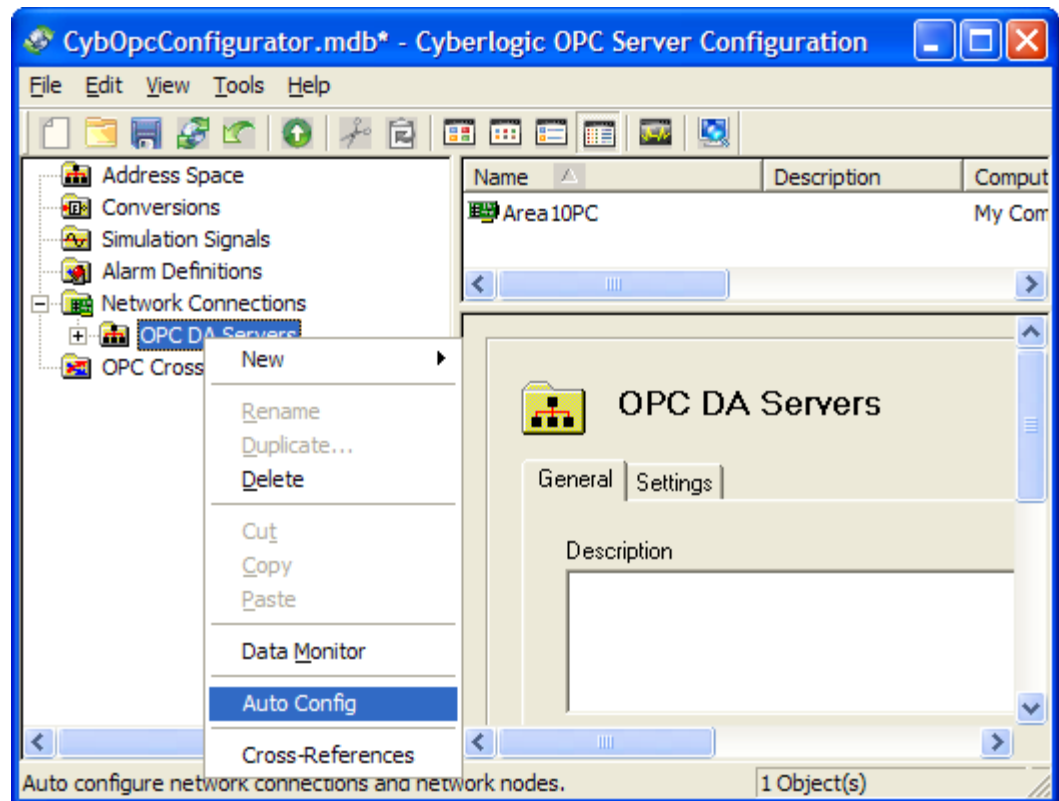 CybOpcConfigurator.mdb* - Cyberlogic OPC Server Configuration
File Edit View Tools Help
Address Space
Conversions
Simulation Signals
Alarm Definitions
Network Connections
OPC DA Servers
OPC Cross
Name Description Comput
Area10PC My Com
New
Rename
Duplicate...
Delete
Cut
Copy
Paste
Data Monitor
Auto Config
Cross-References
OPC DA Servers
General Settings
Description
Auto configure network connections and network nodes. 1 Object(s)